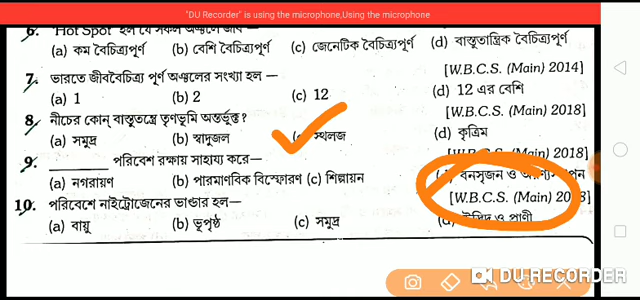 "DU Recorder" is using the microphone,Using the microphone
6. 'Hot Spot' হল যে সকল অঞ্চলে জীব—
(a) কম বৈচিত্র্যপূর্ণ (b) বেশি বৈচিত্র্যপূর্ণ (c) জেনেটিক বৈচিত্র্যপূর্ণ (d) বাস্তুতান্ত্রিক বৈচিত্র্যপূর্ণ
[W.B.C.S. (Main) 2014]
7. ভারতে জীববৈচিত্র্য পূর্ণ অঞ্চলের সংখ্যা হল —
(a) 1 (b) 2 (c) 12 (d) 12 এর বেশি
[W.B.C.S. (Main) 2018]
8. নীচের কোন্ বাস্তুতন্ত্রে তৃণভূমি অন্তর্ভুক্ত?
(a) সমুদ্র (b) স্বাদুজল স্থলজ (d) কৃত্রিম
[W.B.C.S. (Main) 2018]
9. ________ পরিবেশ রক্ষায় সাহায্য করে—
(a) নগরায়ণ (b) পারমাণবিক বিস্ফোরণ (c) শিল্পায়ন বনসৃজন ও
[W.B.C.S. (Main) 2018]
10. পরিবেশে নাইট্রোজেনের ভাণ্ডার হল—
(a) বায়ু (b) ভূপৃষ্ঠ (c) সমুদ্র (d) উদ্ভিদ ও প্রাণী
DU RECORDER